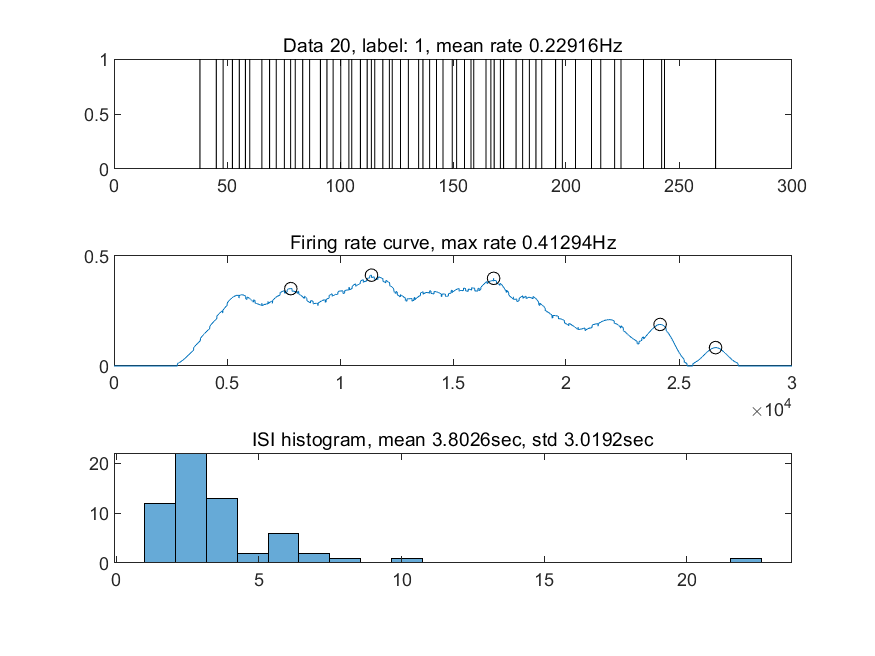 Data 20, label: 1, mean rate 0.22916Hz
1
0.5
0
0 50 100 150 200 250 300
Firing rate curve, max rate 0.41294Hz
0.5
0
0 0.5 1 1.5 2 2.5 3
×10⁴
ISI histogram, mean 3.8026sec, std 3.0192sec
20
10
0
0 5 10 15 20